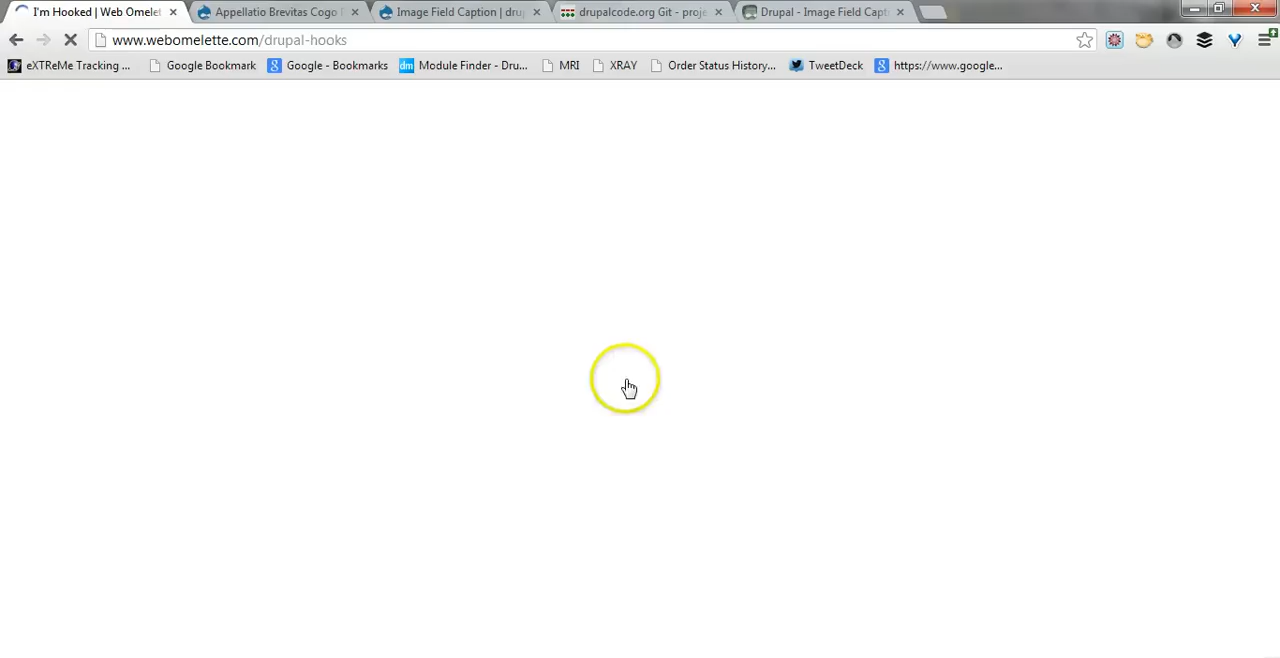 I'm Hooked | Web Omelet
Appellatio Brevitas Cogo
Image Field Caption | dru
drupalcode.org Git - proje
Drupal - Image Field Capt
www.webomelette.com/drupal-hooks
eXTReMe Tracking ...
Google Bookmark
Google - Bookmarks
dm
Module Finder - Dru...
MRI
XRAY
Order Status History...
TweetDeck
https://www.google...